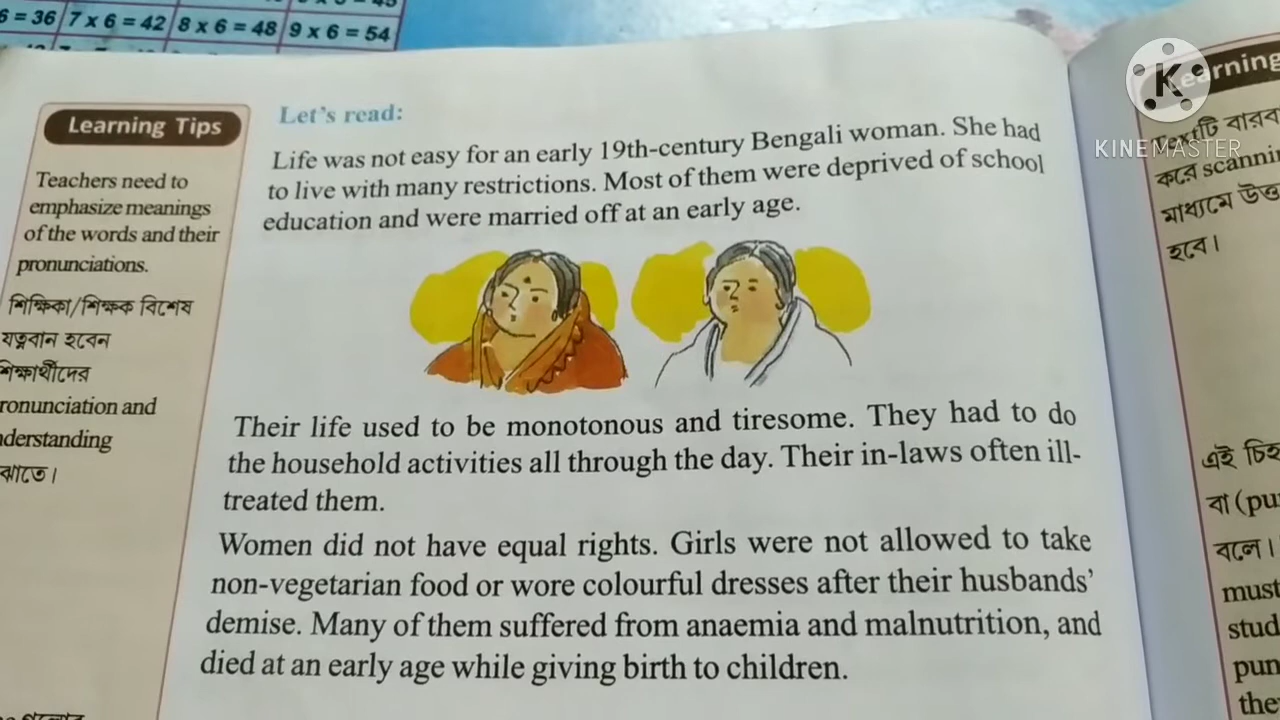 6 = 36 7 x 6 = 42 8 x 6 = 48 9 x 6 = 54
Learning Tips
Teachers need to
emphasize meanings
of the words and their
pronunciations.
শিক্ষিকা/শিক্ষক বিশেষ
যত্নবান হবেন
শিক্ষার্থীদের
ronunciation and
nderstanding
ঝাতে।
Let's read:
Life was not easy for an early 19th-century Bengali woman. She had
to live with many restrictions. Most of them were deprived of school
education and were married off at an early age.
Their life used to be monotonous and tiresome. They had to do
the household activities all through the day. Their in-laws often ill-
treated them.
Women did not have equal rights. Girls were not allowed to take
non-vegetarian food or wore colourful dresses after their husbands'
demise. Many of them suffered from anaemia and malnutrition, and
died at an early age while giving birth to children.
K
KINEMASTER
earning
Textটি বারবা
করে scannin
মাধ্যমে উত্ত
হবে।
এই চিহ
বা (pu
বলে।
must
stud
pun
the